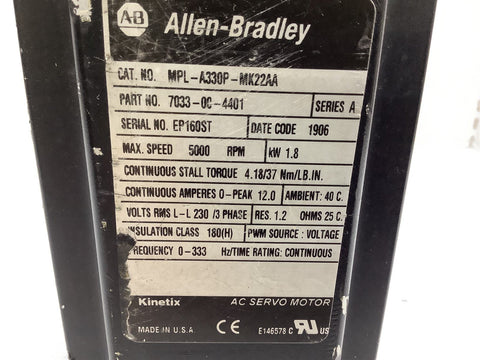 A-B Allen-Bradley
CAT. NO. MPL-A330P-MK22AA
PART NO. 7033-0C-4401 SERIES A
SERIAL NO. EP160ST DATE CODE 1906
MAX. SPEED 5000 RPM kW 1.8
CONTINUOUS STALL TORQUE 4.18/37 Nm/LB.IN.
CONTINUOUS AMPERES 0-PEAK 12.0 AMBIENT: 40 C.
VOLTS RMS L-L 230 /3 PHASE RES. 1.2 OHMS 25 C.
INSULATION CLASS 180(H) PWM SOURCE : VOLTAGE
FREQUENCY 0-333 Hz/TIME RATING: CONTINUOUS
Kinetix AC SERVO MOTOR
MADE IN U.S.A. CE E146578 C RU US